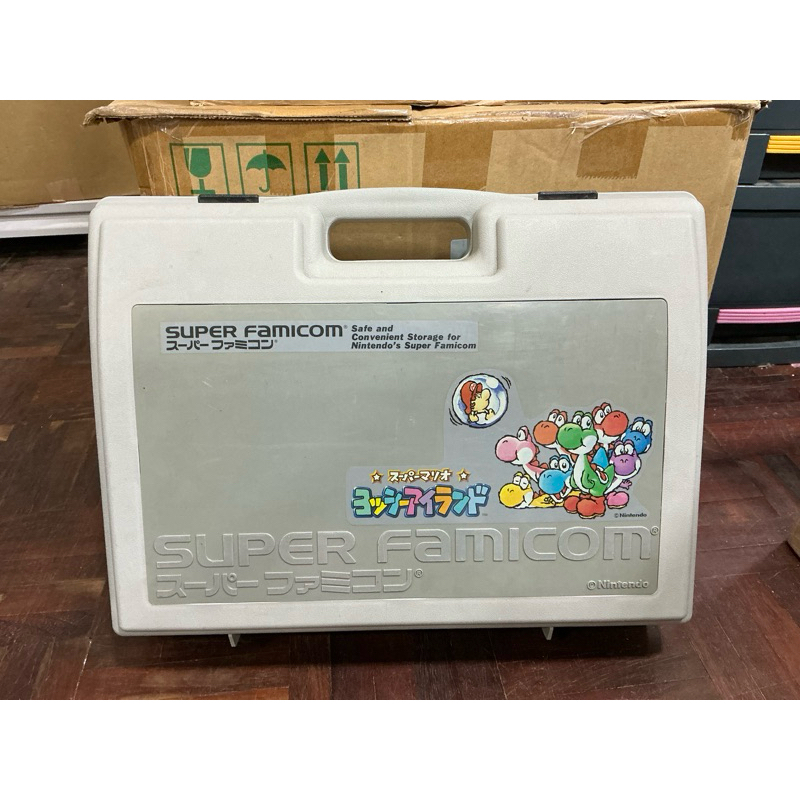 SUPER FAMICOM®
スーパーファミコン®
Safe and
Convenient Storage for
Nintendo's Super Famicom
スーパーマリオ
ヨッシーアイランド™
©Nintendo
SUPER FAMICOM®
スーパーファミコン®
©Nintendo